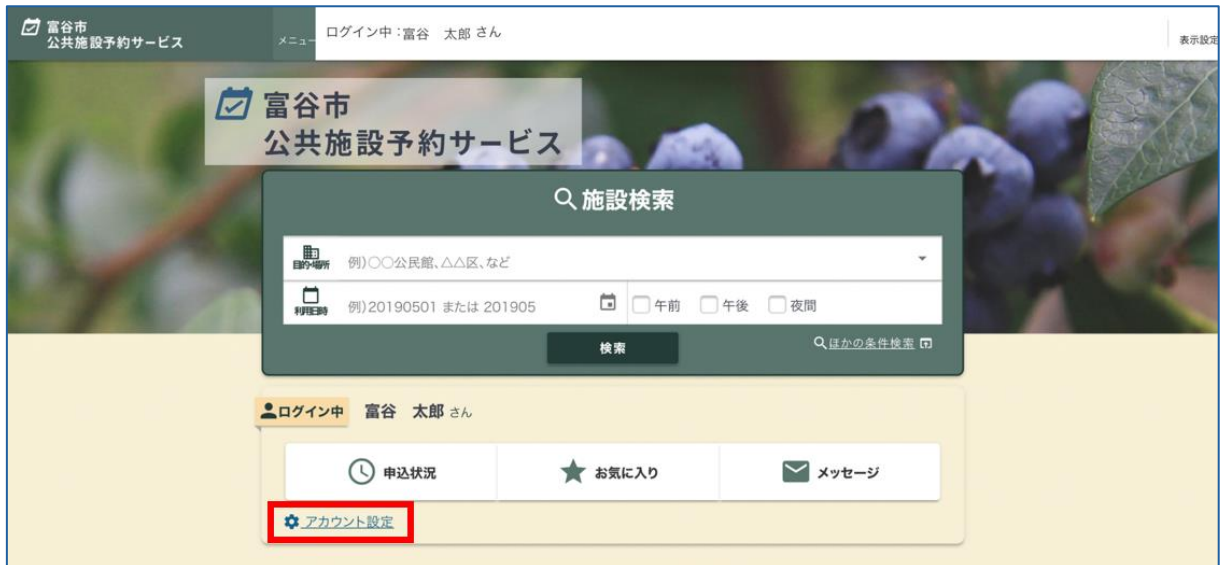 富谷市
公共施設予約サービス
メニュー
ログイン中：富谷　太郎 さん
表示設定
富谷市
公共施設予約サービス
施設検索
目的・場所
例)○○公民館、△△区、など
利用日時
例)20190501 または 201905
午前
午後
夜間
検索
ほかの条件検索
ログイン中 富谷　太郎 さん
申込状況
お気に入り
メッセージ
アカウント設定